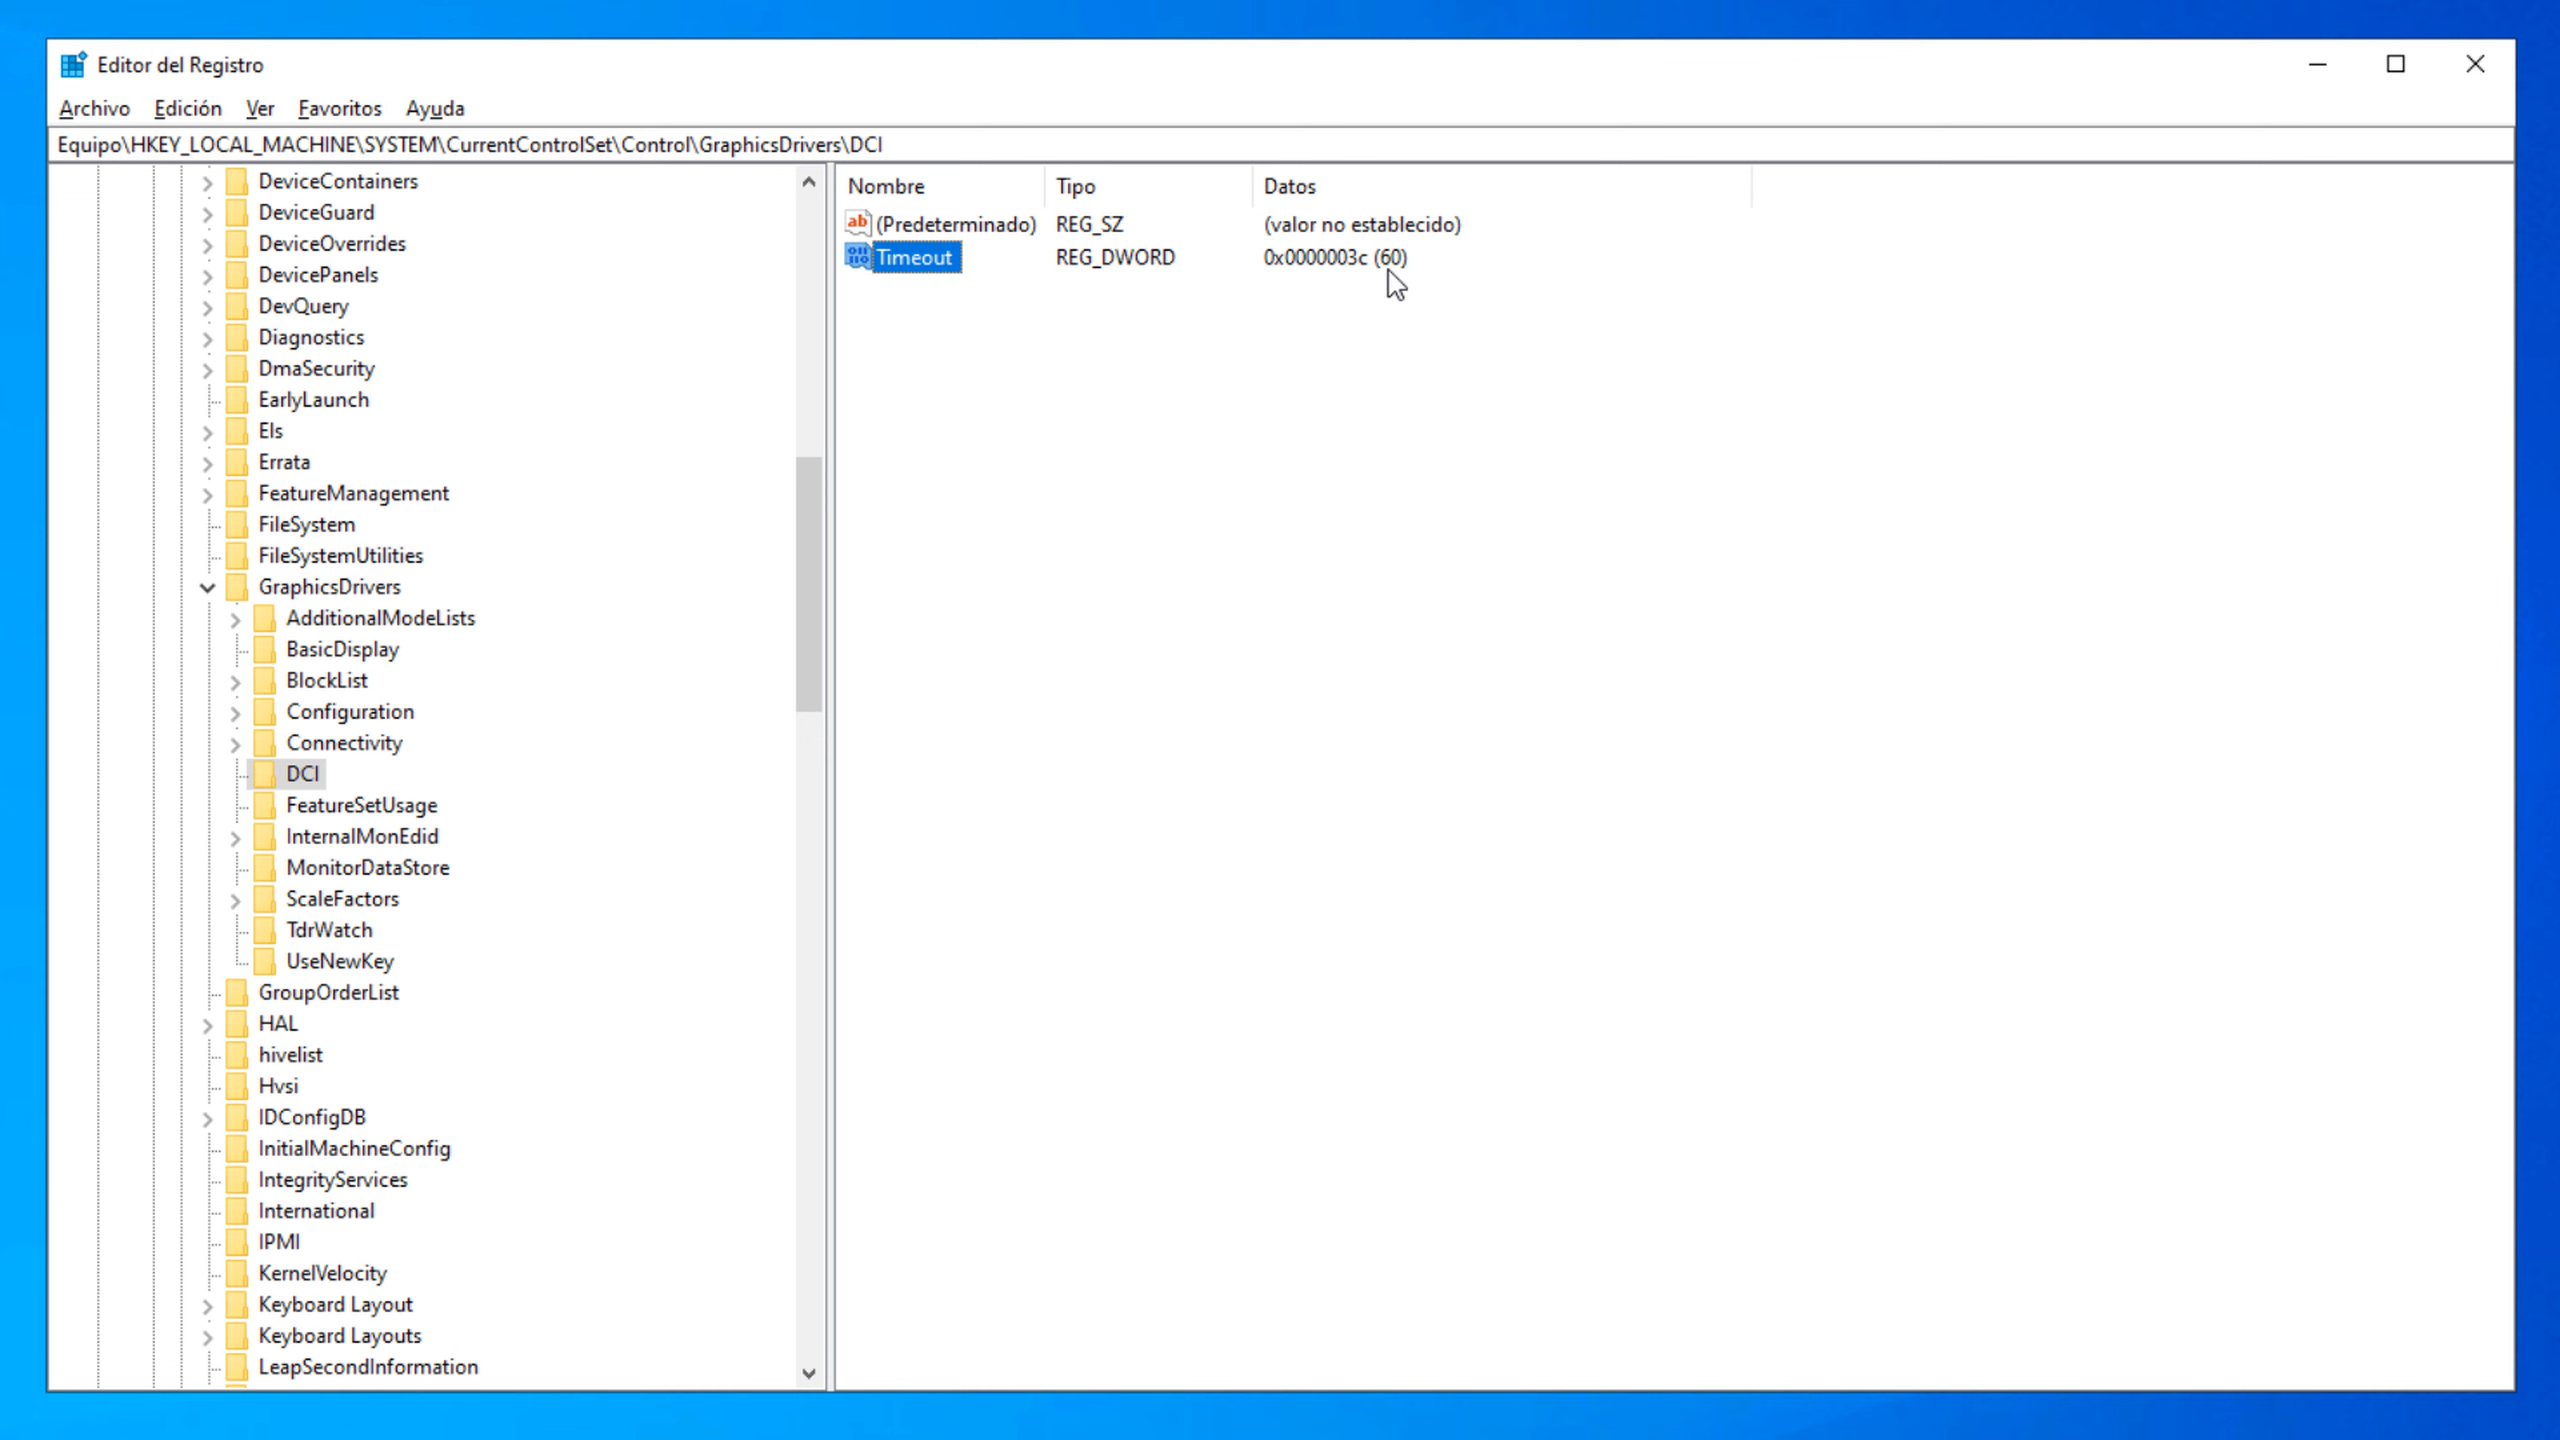 Editor del Registro
Archivo Edición Ver Favoritos Ayuda
Equipo\HKEY_LOCAL_MACHINE\SYSTEM\CurrentControlSet\Control\GraphicsDrivers\DCI
DeviceContainers
DeviceGuard
DeviceOverrides
DevicePanels
DevQuery
Diagnostics
DmaSecurity
EarlyLaunch
Els
Errata
FeatureManagement
FileSystem
FileSystemUtilities
GraphicsDrivers
AdditionalModeLists
BasicDisplay
BlockList
Configuration
Connectivity
DCI
FeatureSetUsage
InternalMonEdid
MonitorDataStore
ScaleFactors
TdrWatch
UseNewKey
GroupOrderList
HAL
hivelist
Hvsi
IDConfigDB
InitialMachineConfig
IntegrityServices
International
IPMI
KernelVelocity
Keyboard Layout
Keyboard Layouts
LeapSecondInformation
Nombre Tipo Datos
(Predeterminado) REG_SZ (valor no establecido)
Timeout REG_DWORD 0x0000003c (60)